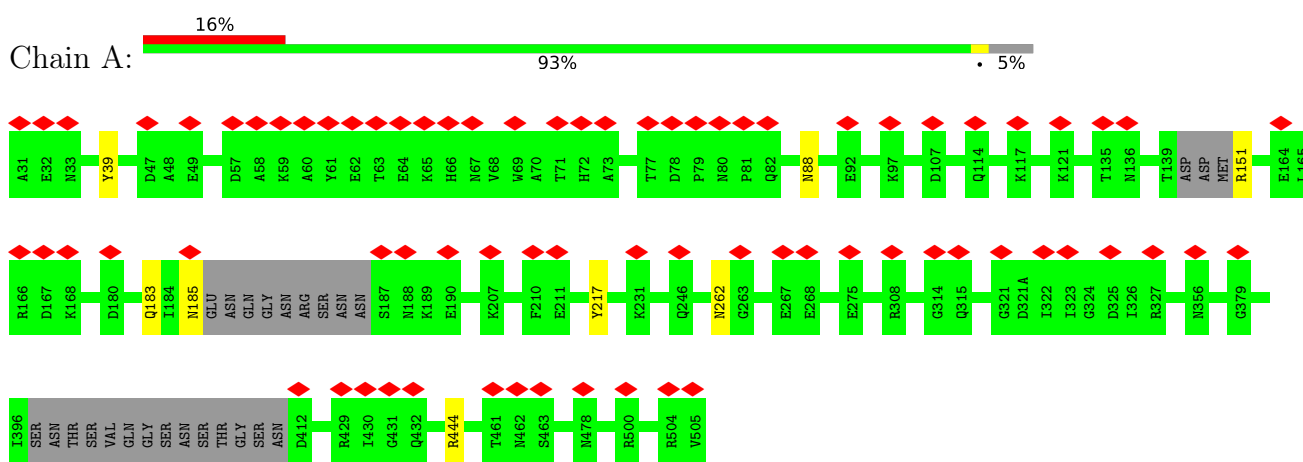 16%
Chain A:
93% • 5%
A31 E32 N33 Y39 D47 A48 E49 D57 A58 K59 A60 Y61 E62 T63 E64 K65 H66 N67 V68 W69 A70 T71 H72 A73 T77 D78 P79 N80 P81 Q82 N88 E92 K97 D107 Q114 K117 K121 T135 N136 T139 ASP ASP MET R151 E164 I165
R166 D167 K168 D180 Q183 I184 N185 GLU ASN GLN GLY ASN ARG SER ASN ASN S187 N188 K189 E190 K207 F210 E211 Y217 K231 Q246 N262 G263 E267 E268 E275 R308 G314 Q315 G321 D321A I322 I323 G324 D325 I326 R327 N356 G379
I396 SER ASN THR SER VAL GLN GLY SER ASN SER THR GLY SER ASN D412 R429 I430 G431 Q432 R444 T461 N462 S463 N478 R500 R504 V505